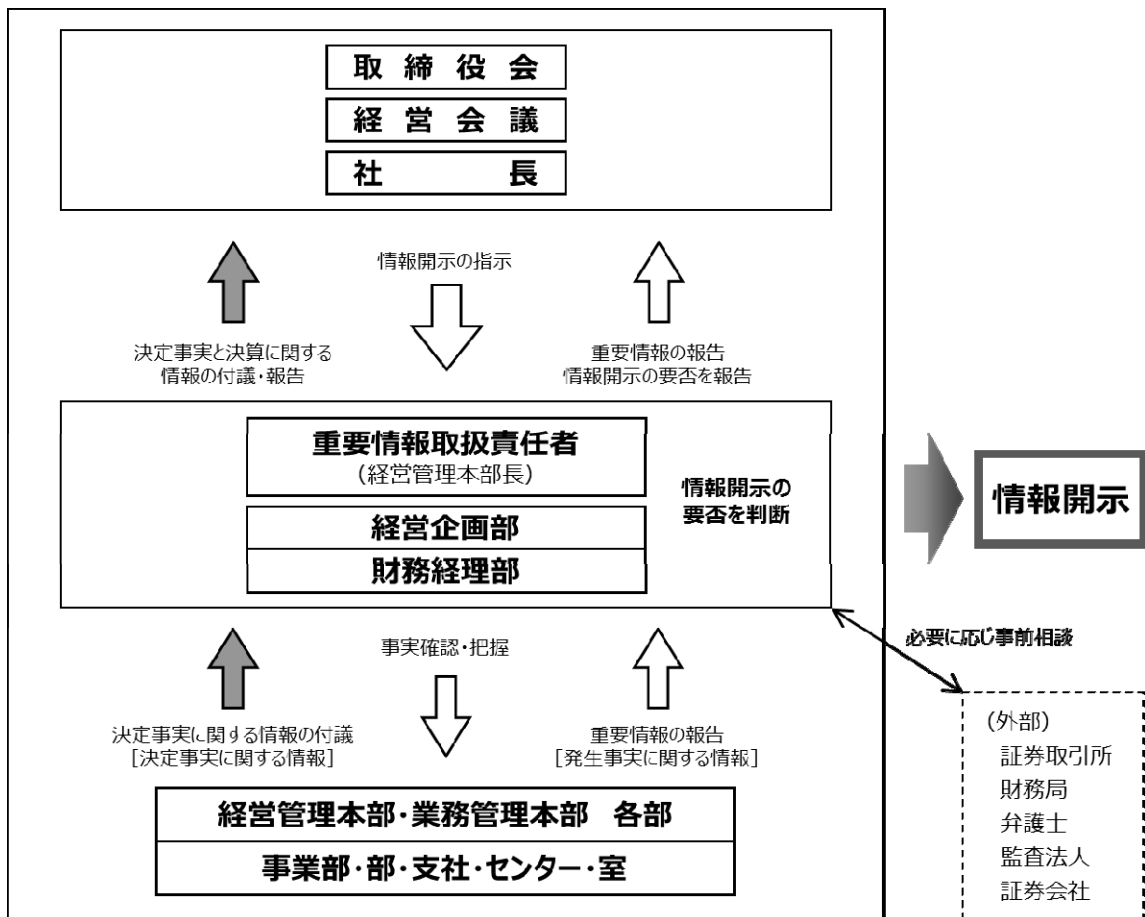 取締役会
経営会議
社長
情報開示の指示
決定事実と決算に関する
情報の付議・報告
重要情報の報告
情報開示の要否を報告
重要情報取扱責任者
（経営管理本部長）
経営企画部
財務経理部
情報開示の
要否を判断
情報開示
必要に応じ事前相談
事実確認・把握
決定事実に関する情報の付議
［決定事実に関する情報］
重要情報の報告
［発生事実に関する情報］
経営管理本部・業務管理本部 各部
事業部・部・支社・センター・室
（外部）
証券取引所
財務局
弁護士
監査法人
証券会社